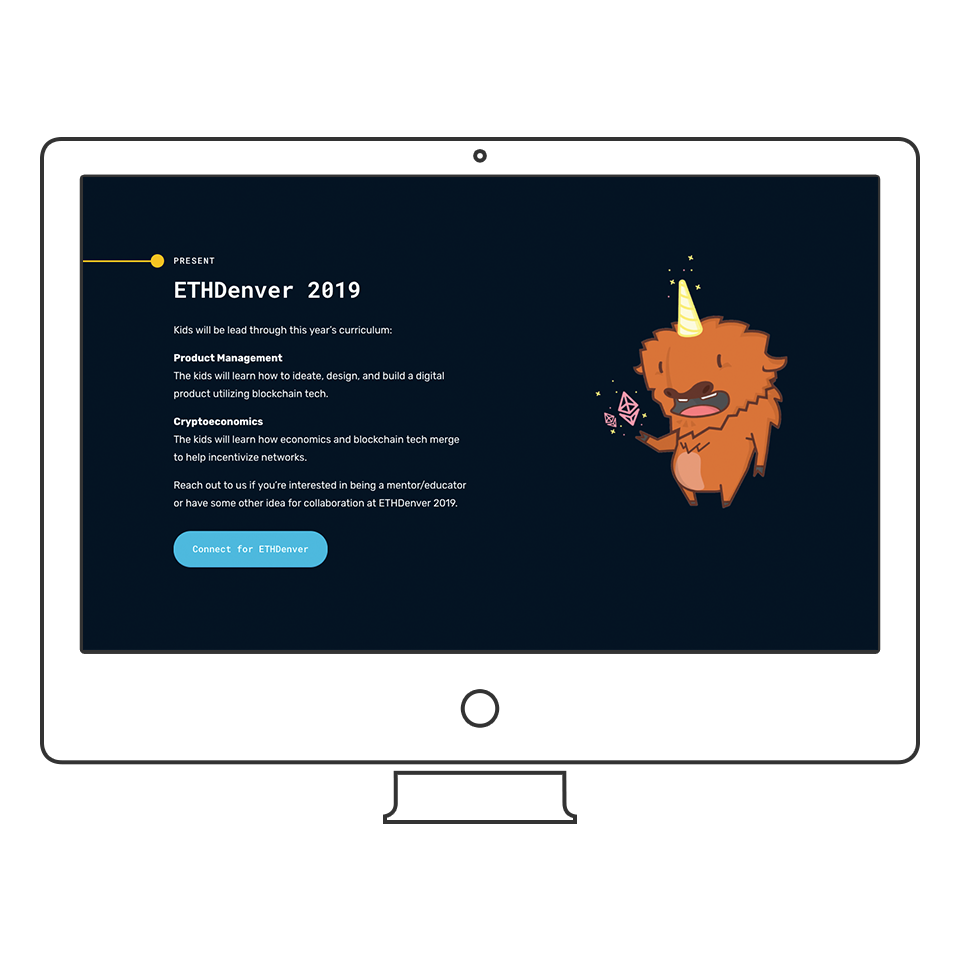 PRESENT
ETHDenver 2019
Kids will be lead through this year's curriculum:
Product Management
The kids will learn how to ideate, design, and build a digital
product utilizing blockchain tech.
Cryptoeconomics
The kids will learn how economics and blockchain tech merge
to help incentivize networks.
Reach out to us if you're interested in being a mentor/educator
or have some other idea for collaboration at ETHDenver 2019.
Connect for ETHDenver